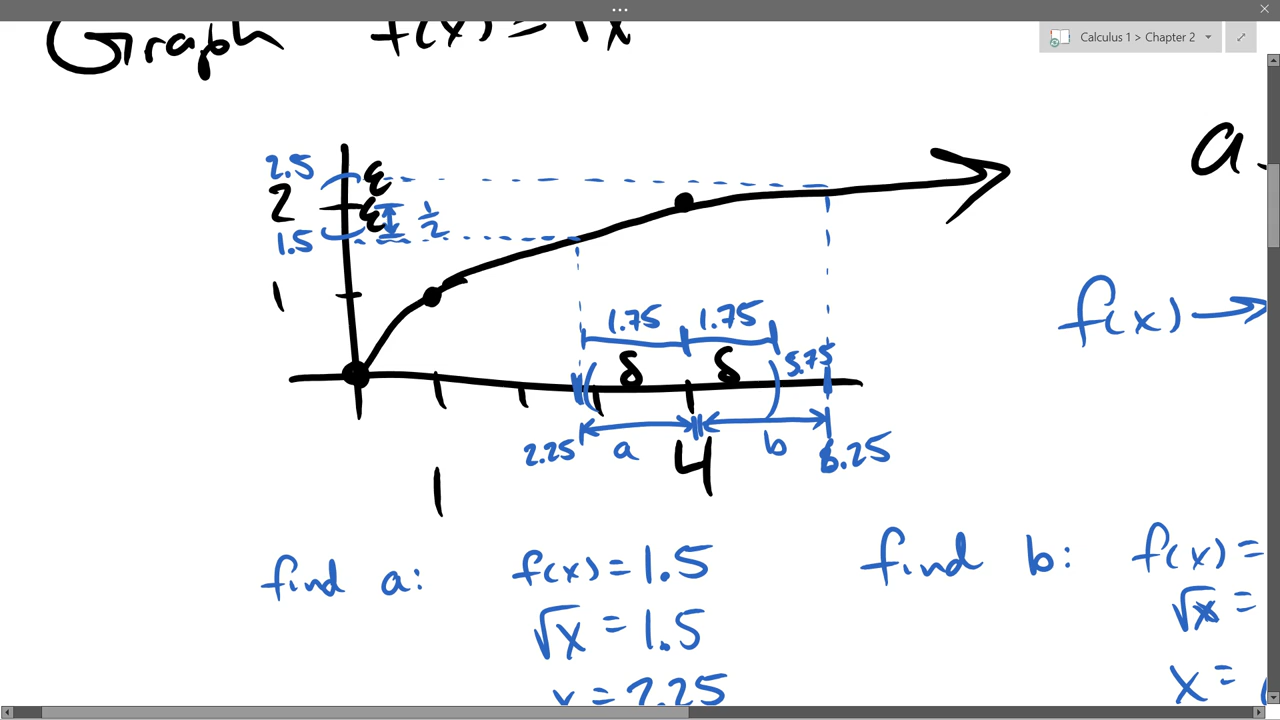 Calculus 1 > Chapter 2
Graph f(x) = √x
a
2.5 ε
2
ε 1/2
1.5
1
1.75 1.75
δ δ 5.75
f(x) →
2.25 a 4 b 6.25
1
find a: f(x) = 1.5
√x = 1.5
x = 2.25
find b: f(x) =
√x =
x =